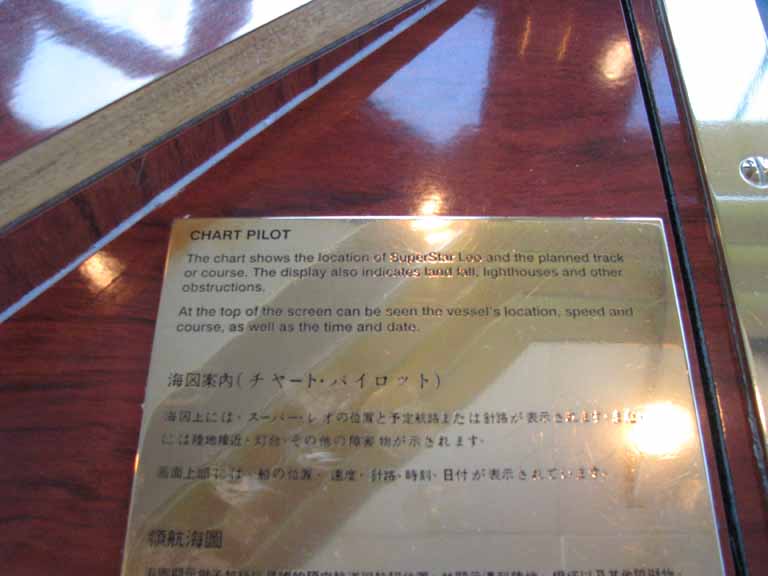 CHART PILOT
The chart shows the location of SuperStar Leo and the planned track
or course. The display also indicates land fall, lighthouses and other
obstructions.
At the top of the screen can be seen the vessel's location, speed and
course, as well as the time and date.
海図案内(チャート・パイロット)
海図上には、スーパー・レオの位置と予定航路または針路が表示されます。
には陸地接近・灯台・その他の障害物が示されます。
画面上部には、船の位置・速度・針路・時刻・日付が表示されています。
領航海圖